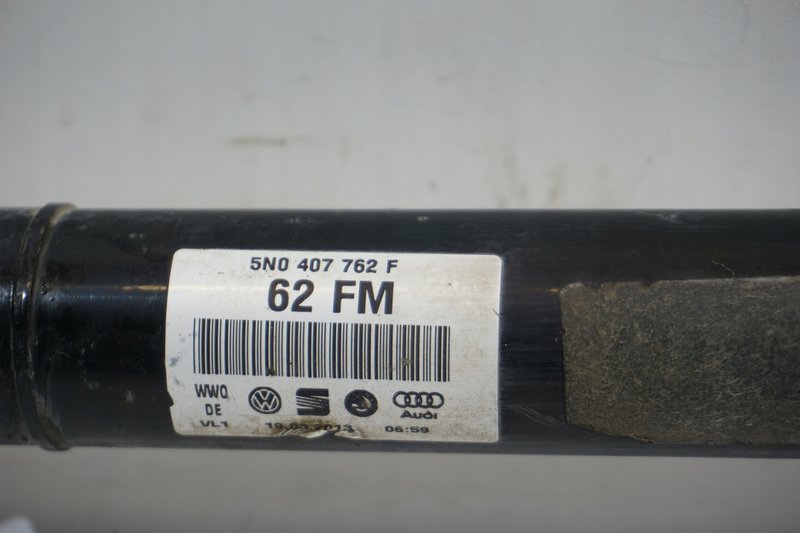 5N0 407 762 F
62 FM
WWO
DE
Audi
VL1 06:59